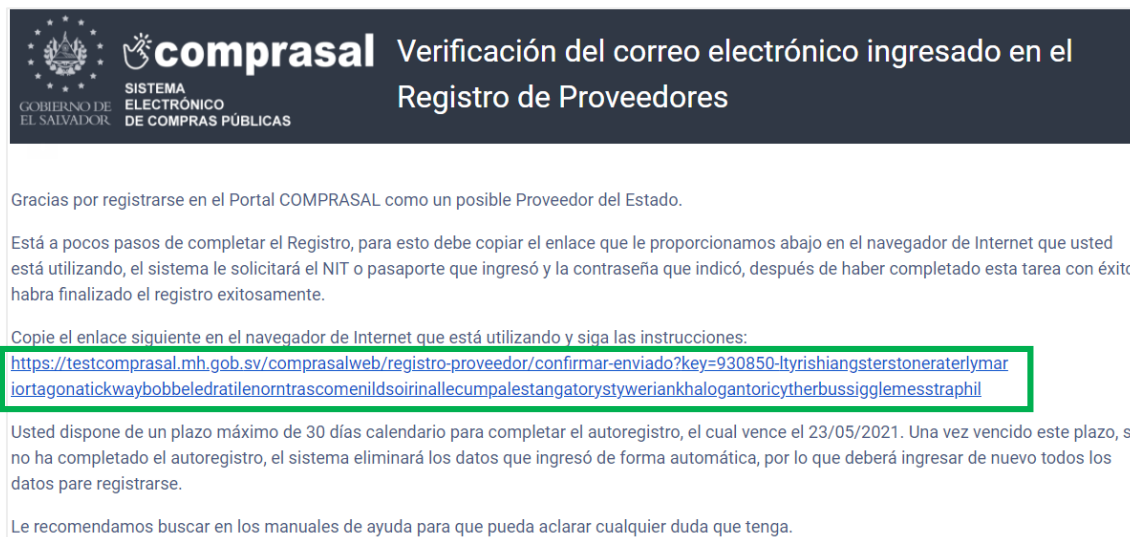 GOBIERNO DE
EL SALVADOR
comprasal
SISTEMA
ELECTRÓNICO
DE COMPRAS PÚBLICAS
Verificación del correo electrónico ingresado en el
Registro de Proveedores
Gracias por registrarse en el Portal COMPRASAL como un posible Proveedor del Estado.
Está a pocos pasos de completar el Registro, para esto debe copiar el enlace que le proporcionamos abajo en el navegador de Internet que usted
está utilizando, el sistema le solicitará el NIT o pasaporte que ingresó y la contraseña que indicó, después de haber completado esta tarea con éxito
habra finalizado el registro exitosamente.
Copie el enlace siguiente en el navegador de Internet que está utilizando y siga las instrucciones:
https://testcomprasal.mh.gob.sv/comprasalweb/registro-proveedor/confirmar-enviado?key=930850-ltyrishiangsterstoneraterlymar
iortagonatickwaybobbeledratilenorntrascomenildsoirinallecumpalestangatorystyweriankhalogantoricytherbussigglemesstraphil
Usted dispone de un plazo máximo de 30 días calendario para completar el autoregistro, el cual vence el 23/05/2021. Una vez vencido este plazo, s
no ha completado el autoregistro, el sistema eliminará los datos que ingresó de forma automática, por lo que deberá ingresar de nuevo todos los
datos pare registrarse.
Le recomendamos buscar en los manuales de ayuda para que pueda aclarar cualquier duda que tenga.